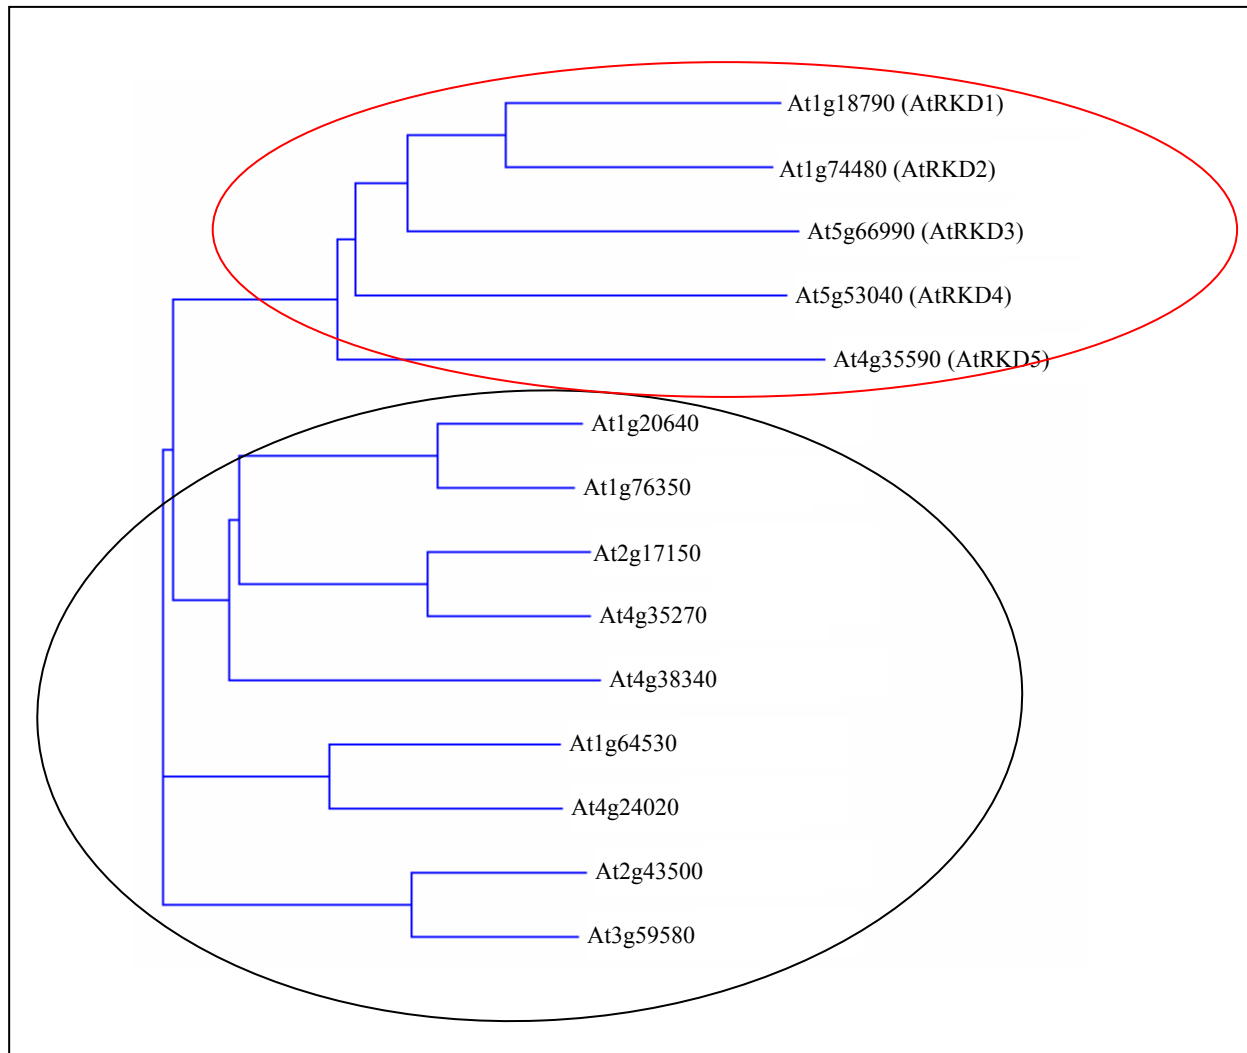 At1g18790 (AtRKD1)
At1g74480 (AtRKD2)
At5g66990 (AtRKD3)
At5g53040 (AtRKD4)
At4g35590 (AtRKD5)
At1g20640
At1g76350
At2g17150
At4g35270
At4g38340
At1g64530
At4g24020
At2g43500
At3g59580